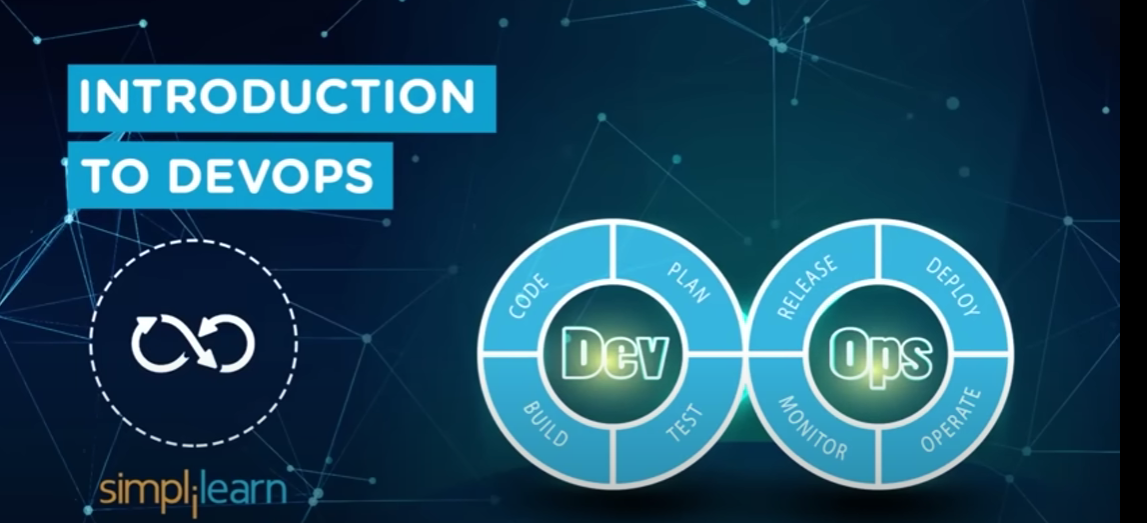 INTRODUCTION
TO DEVOPS
simplilearn
CODE
PLAN
Dev
BUILD
TEST
RELEASE
DEPLOY
Ops
MONITOR
OPERATE